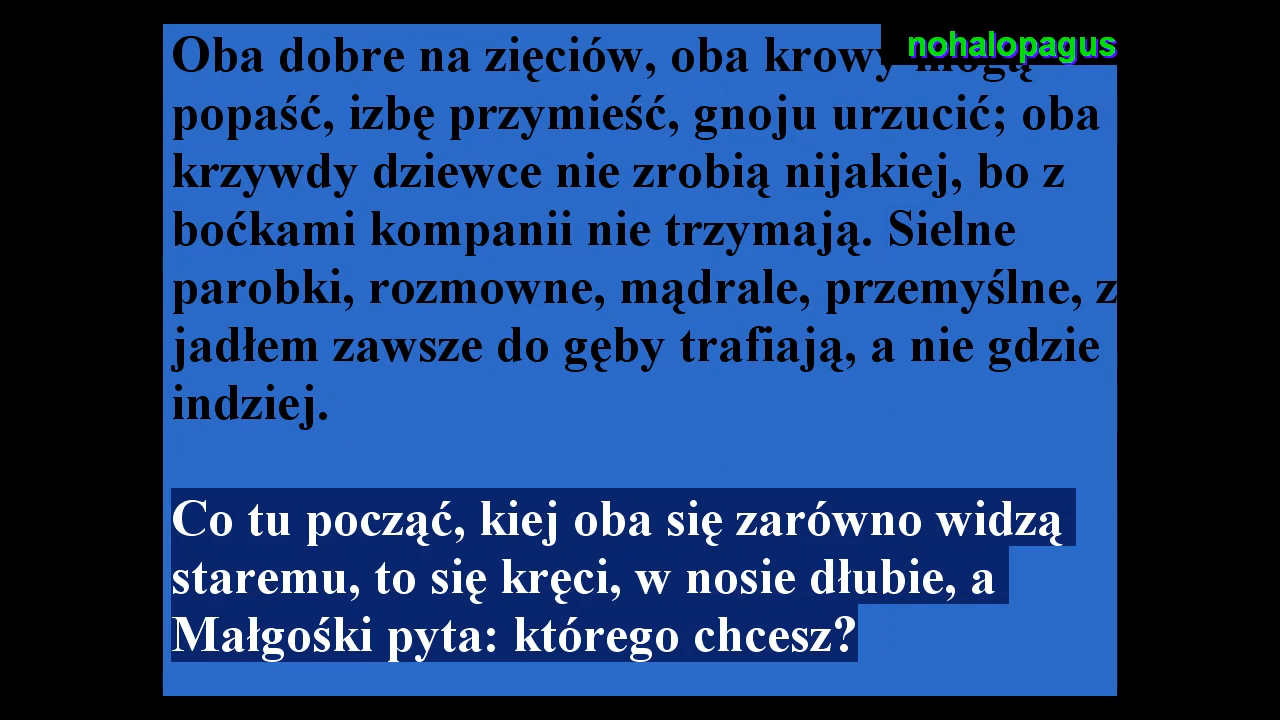 nohalopagus
Oba dobre na zięciów, oba krowy mogą
popaść, izbę przymieść, gnoju urzucić; oba
krzywdy dziewce nie zrobią nijakiej, bo z
boćkami kompanii nie trzymają. Sielne
parobki, rozmowne, mądrale, przemyślne, z
jadłem zawsze do gęby trafiają, a nie gdzie
indziej.
Co tu począć, kiej oba się zarówno widzą
staremu, to się kręci, w nosie dłubie, a
Małgośki pyta: którego chcesz?